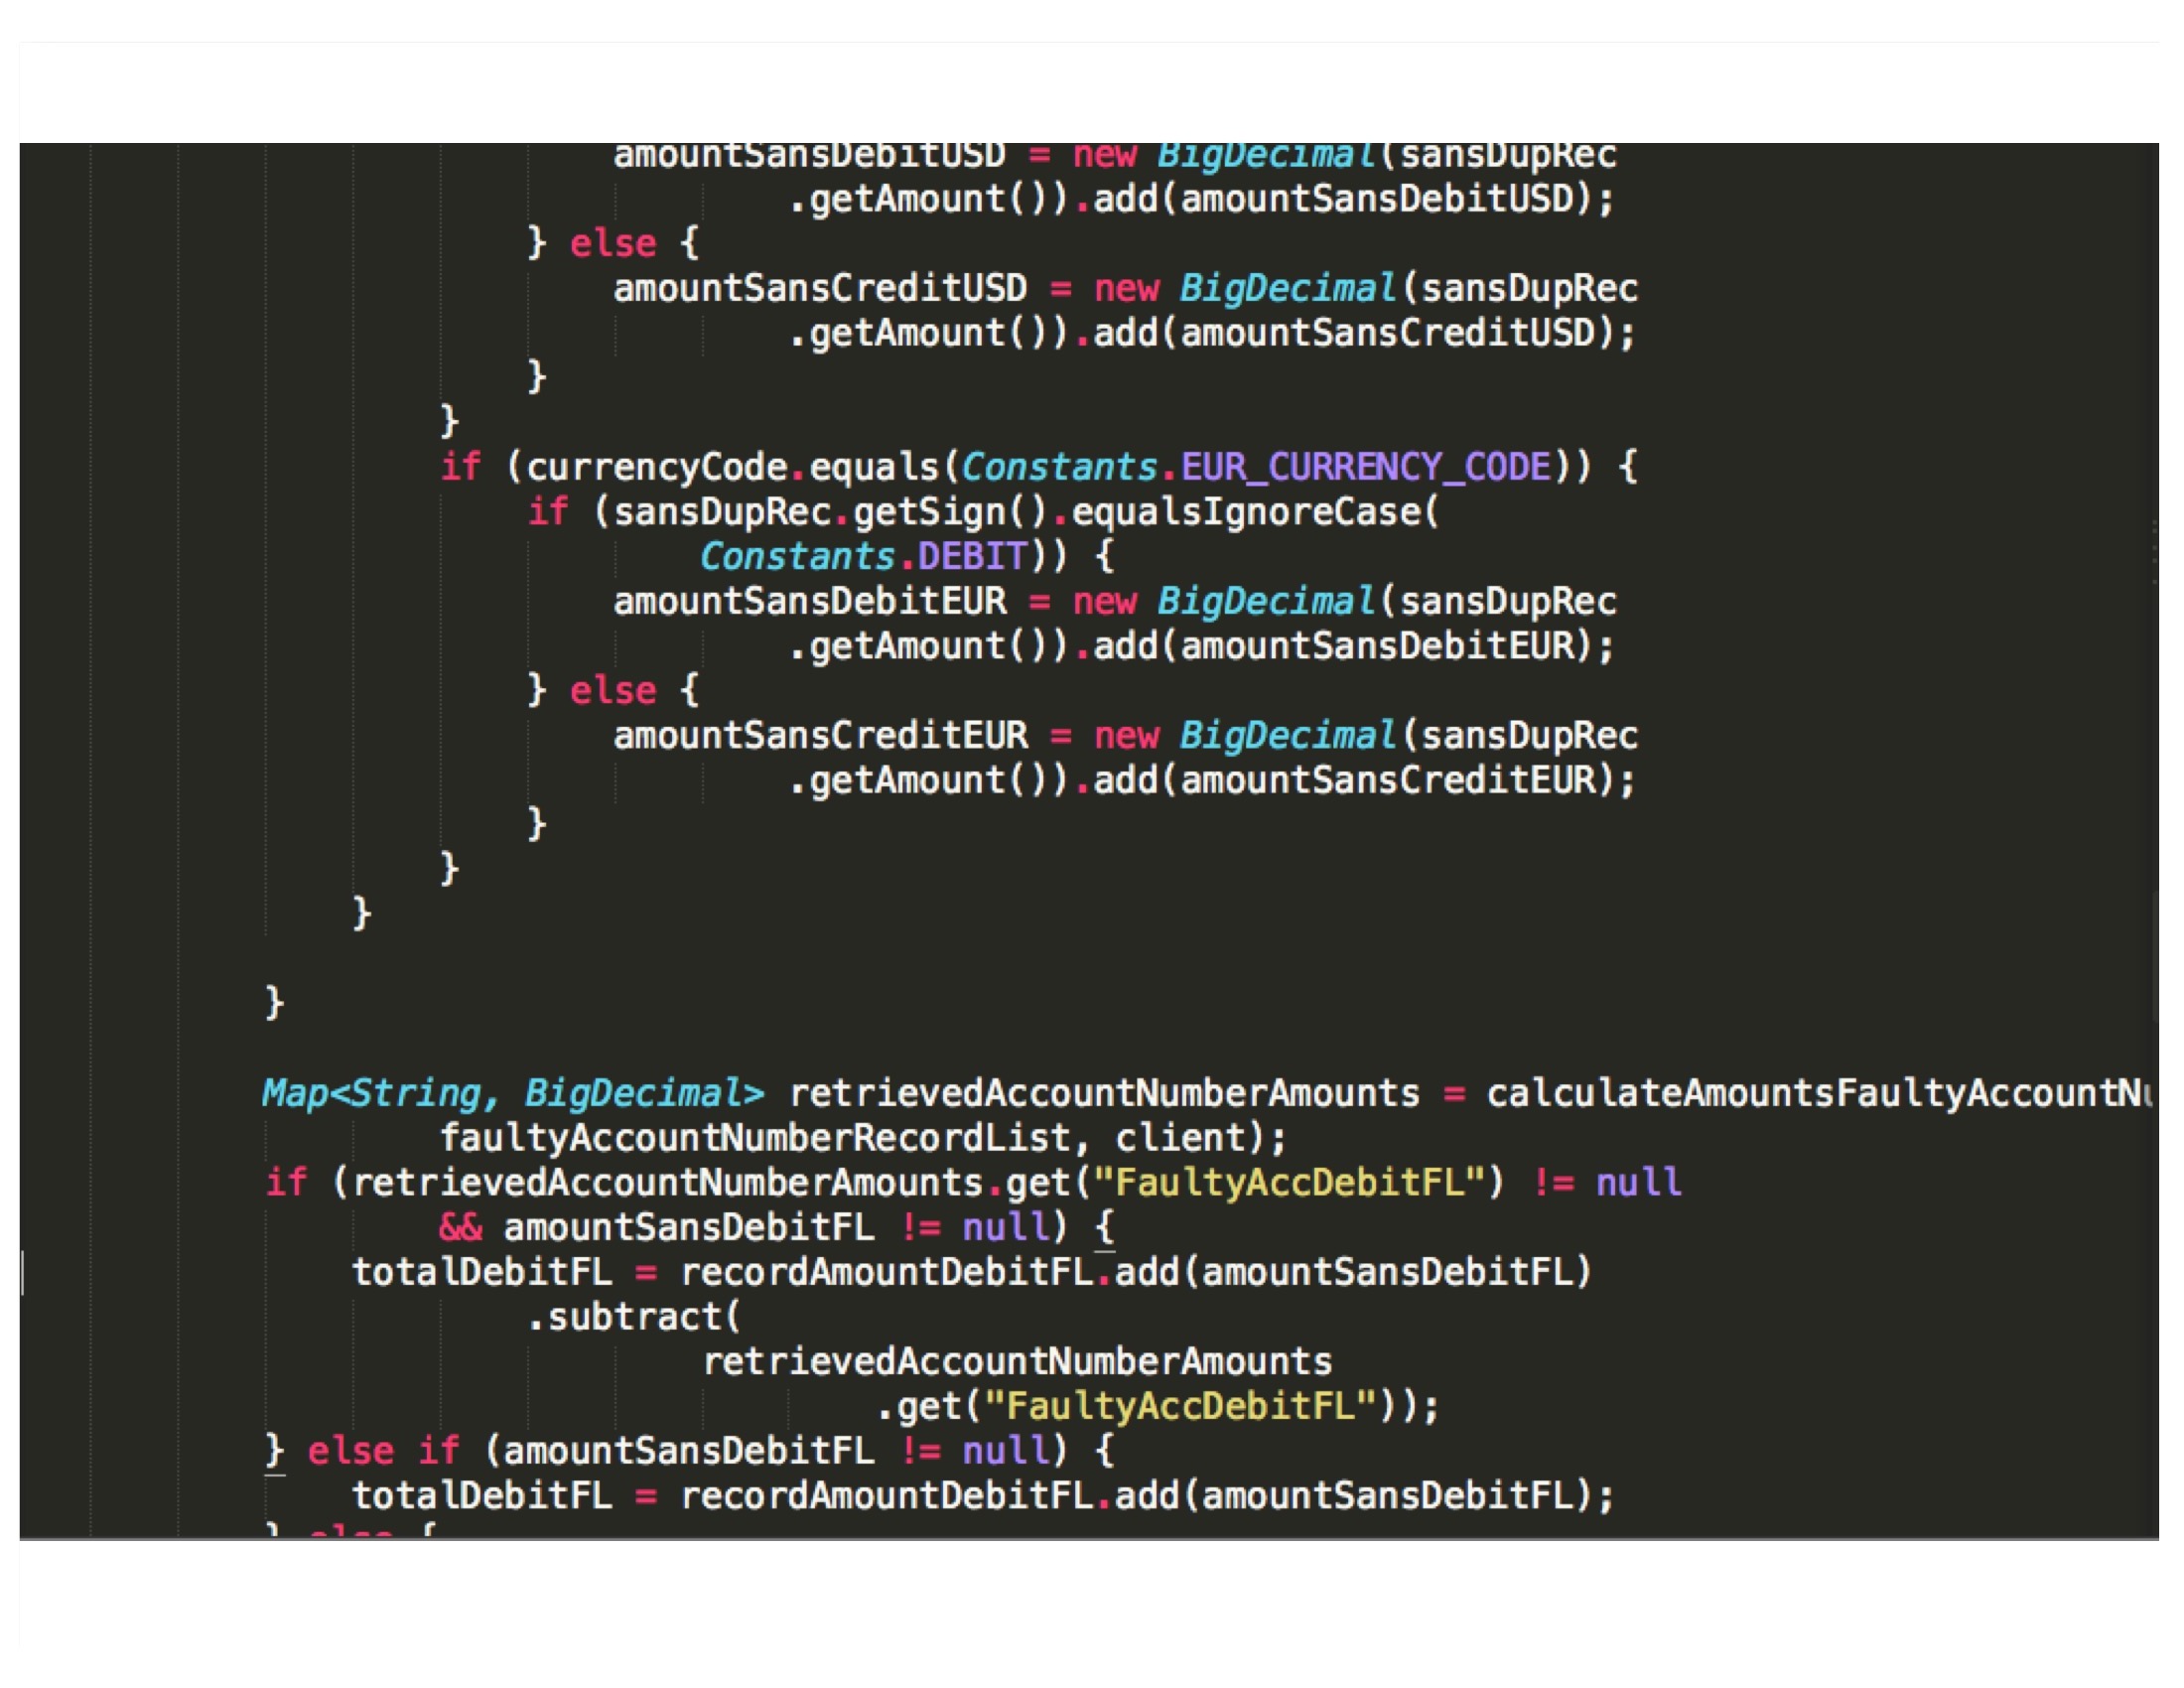 amountSansDebitUSD = new BigDecimal(sansDupRec
.getAmount()).add(amountSansDebitUSD);
} else {
amountSansCreditUSD = new BigDecimal(sansDupRec
.getAmount()).add(amountSansCreditUSD);
}
}
if (currencyCode.equals(Constants.EUR_CURRENCY_CODE)) {
if (sansDupRec.getSign().equalsIgnoreCase(
Constants.DEBIT)) {
amountSansDebitEUR = new BigDecimal(sansDupRec
.getAmount()).add(amountSansDebitEUR);
} else {
amountSansCreditEUR = new BigDecimal(sansDupRec
.getAmount()).add(amountSansCreditEUR);
}
}
}
}
Map<String, BigDecimal> retrievedAccountNumberAmounts = calculateAmountsFaultyAccountNu
faultyAccountNumberRecordList, client);
if (retrievedAccountNumberAmounts.get("FaultyAccDebitFL") != null
&& amountSansDebitFL != null) {
totalDebitFL = recordAmountDebitFL.add(amountSansDebitFL)
.subtract(
retrievedAccountNumberAmounts
.get("FaultyAccDebitFL"));
} else if (amountSansDebitFL != null) {
totalDebitFL = recordAmountDebitFL.add(amountSansDebitFL);
} else {